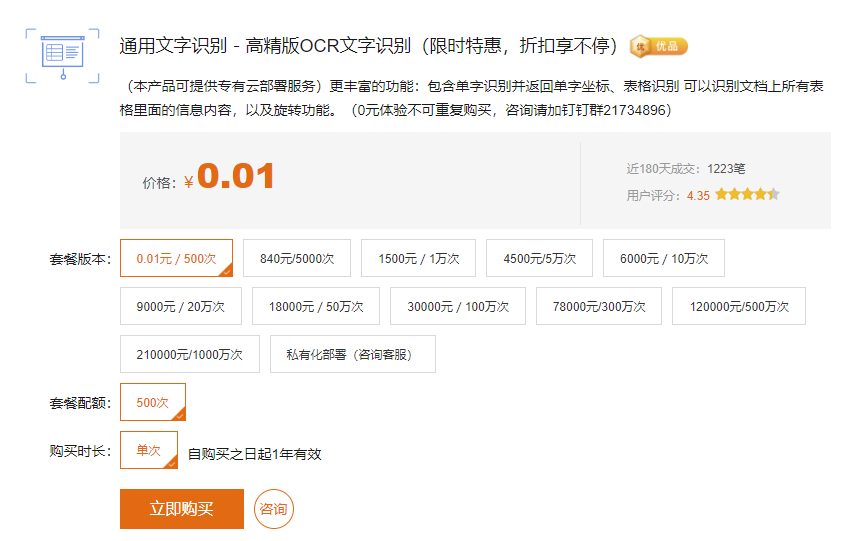 通用文字识别 - 高精版OCR文字识别（限时特惠，折扣享不停） 优 优品
（本产品可提供专有云部署服务）更丰富的功能：包含单字识别并返回单字坐标、表格识别 可以识别文档上所有表
格里面的信息内容，以及旋转功能。（0元体验不可重复购买，咨询请加钉钉群21734896）
价格：¥0.01
近180天成交：1223笔
用户评分：4.35
套餐版本： 0.01元 / 500次 840元/5000次 1500元 / 1万次 4500元/5万次 6000元 / 10万次
9000元 / 20万次 18000元 / 50万次 30000元 / 100万次 78000元/300万次 120000元/500万次
210000元/1000万次 私有化部署（咨询客服）
套餐配额： 500次
购买时长： 单次 自购买之日起1年有效
立即购买 咨询